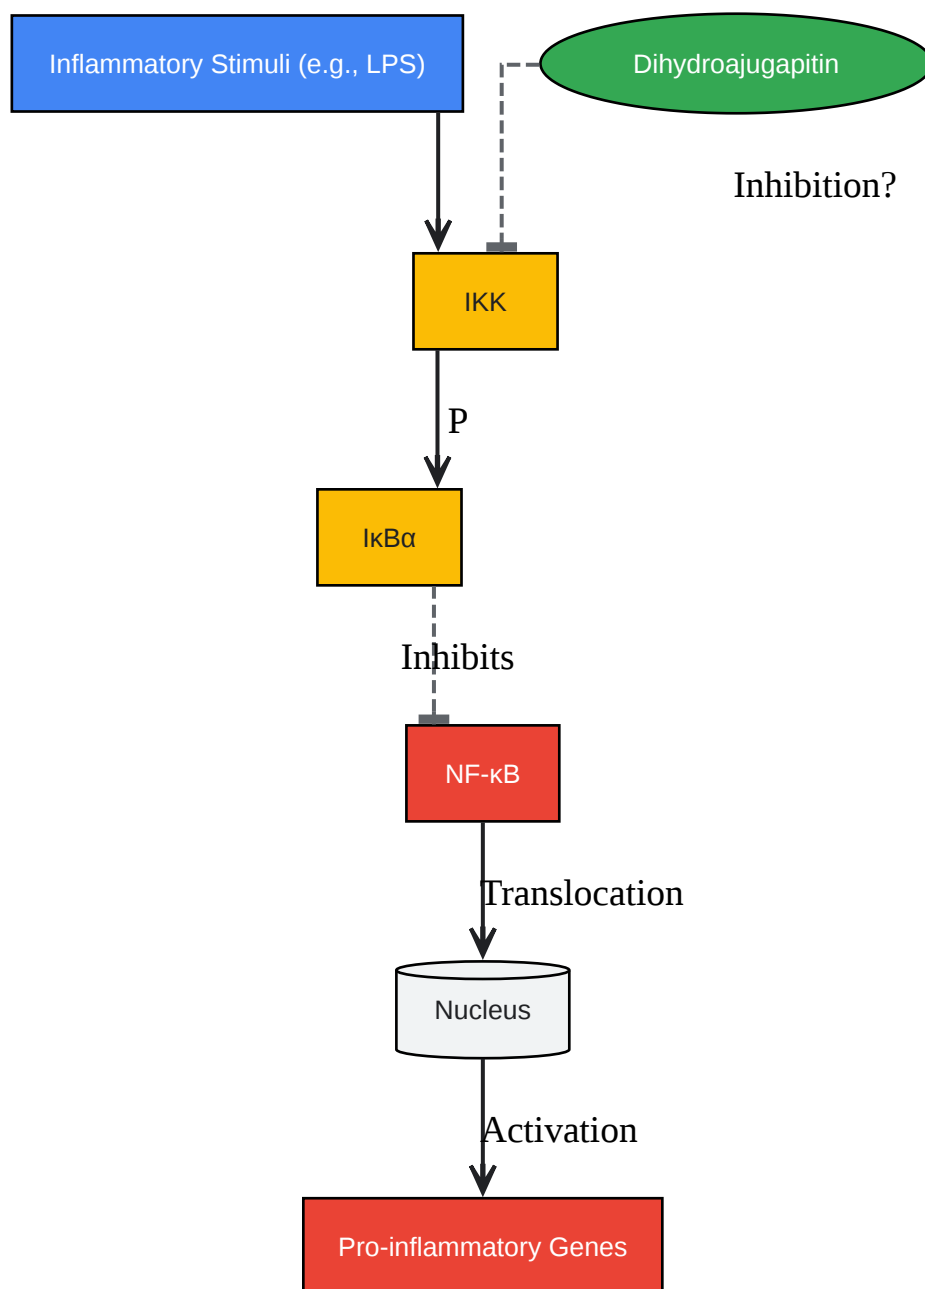 Inflammatory Stimuli (e.g., LPS)
Dihydroajugapitin
Inhibition?
IKK
P
IκBα
Inhibits
NF-κB
Translocation
Nucleus
Activation
Pro-inflammatory Genes